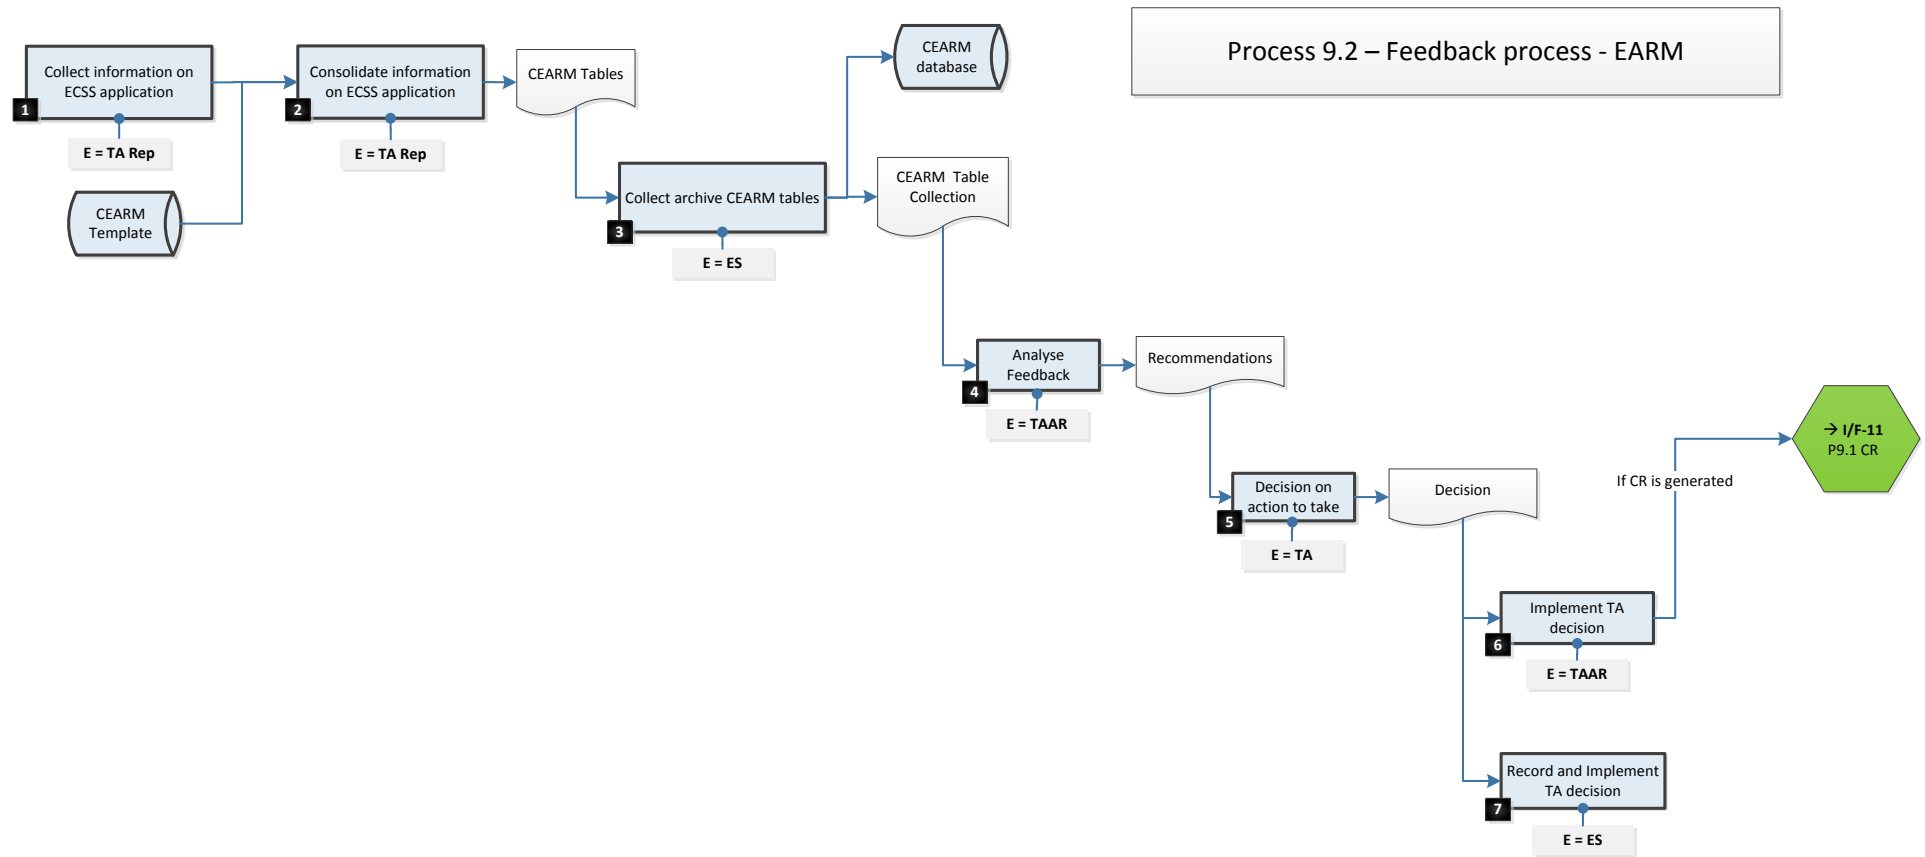 Process 9.2 – Feedback process - EARM
Collect information on
ECSS application
1
E = TA Rep
CEARM
Template
Consolidate information
on ECSS application
2
E = TA Rep
CEARM Tables
Collect archive CEARM tables
3
E = ES
CEARM
database
CEARM Table
Collection
Analyse
Feedback
4
E = TAAR
Recommendations
Decision on
action to take
5
E = TA
Decision
Implement TA
decision
6
E = TAAR
If CR is generated
→ I/F-11
P9.1 CR
Record and Implement
TA decision
7
E = ES